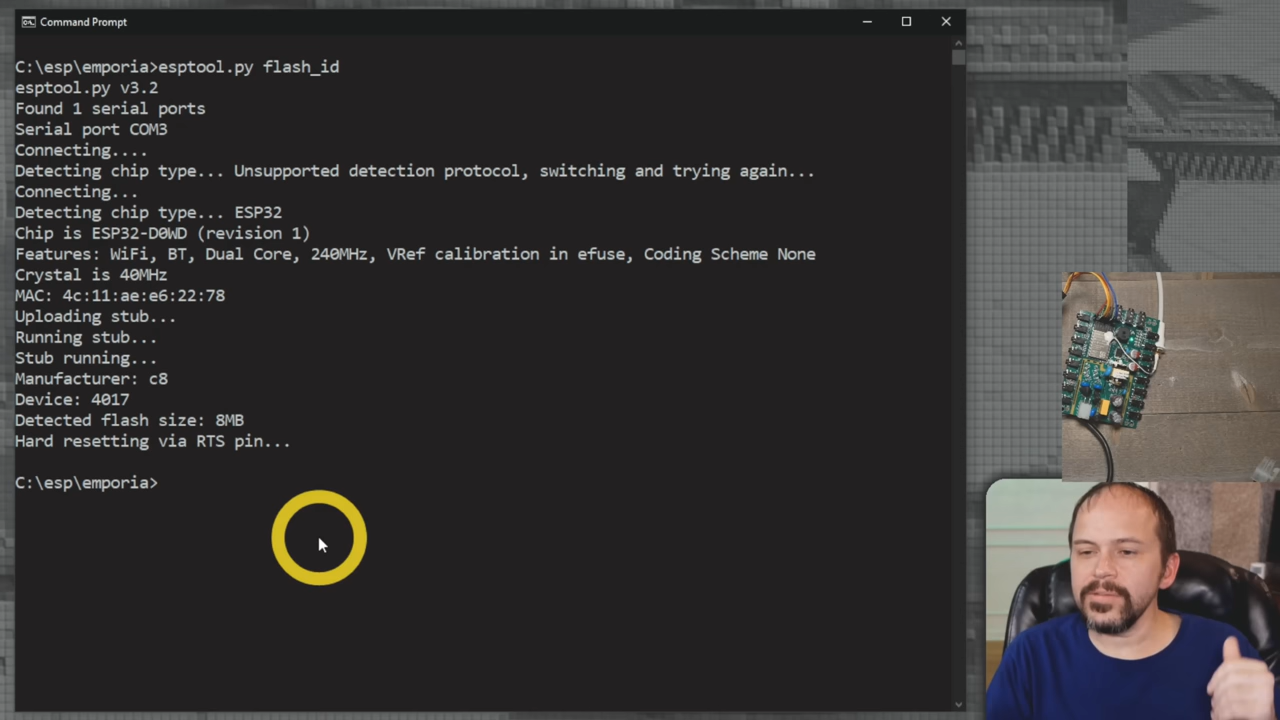 Command Prompt
C:\esp\emporia>esptool.py flash_id
esptool.py v3.2
Found 1 serial ports
Serial port COM3
Connecting....
Detecting chip type... Unsupported detection protocol, switching and trying again...
Connecting...
Detecting chip type... ESP32
Chip is ESP32-D0WD (revision 1)
Features: WiFi, BT, Dual Core, 240MHz, VRef calibration in efuse, Coding Scheme None
Crystal is 40MHz
MAC: 4c:11:ae:e6:22:78
Uploading stub...
Running stub...
Stub running...
Manufacturer: c8
Device: 4017
Detected flash size: 8MB
Hard resetting via RTS pin...
C:\esp\emporia>